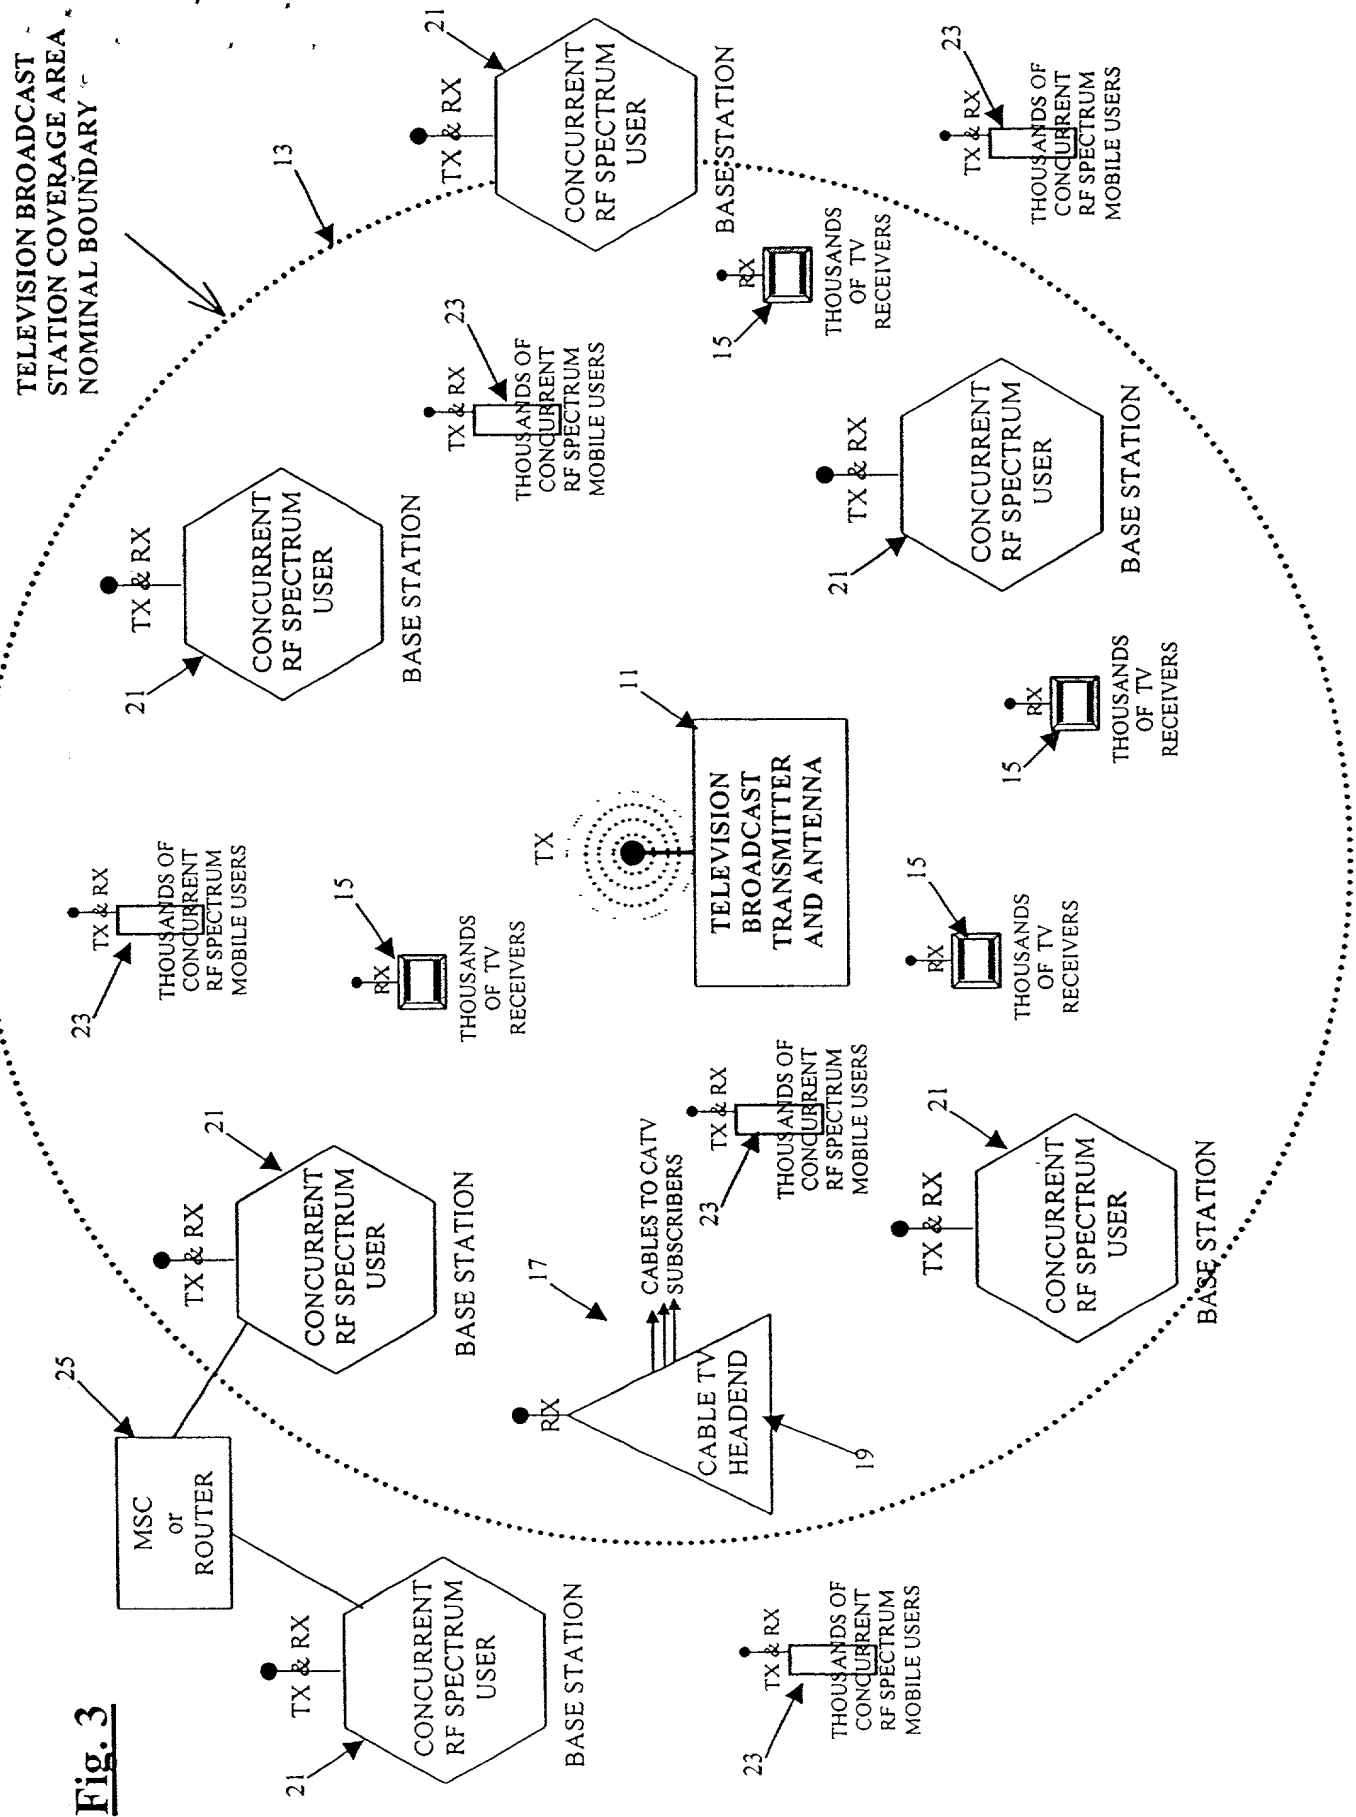 Fig. 3
TELEVISION BROADCAST
STATION COVERAGE AREA
NOMINAL BOUNDARY
13
25
MSC
or
ROUTER
21
TX & RX
CONCURRENT
RF SPECTRUM
USER
BASE STATION
21
TX & RX
CONCURRENT
RF SPECTRUM
USER
BASE STATION
23
TX & RX
THOUSANDS OF
CONCURRENT
RF SPECTRUM
MOBILE USERS
21
TX & RX
CONCURRENT
RF SPECTRUM
USER
BASE STATION
21
TX & RX
CONCURRENT
RF SPECTRUM
USER
BASE STATION
15
RX
THOUSANDS
OF TV
RECEIVERS
23
TX & RX
THOUSANDS OF
CONCURRENT
RF SPECTRUM
MOBILE USERS
17
RX
CABLE TV
HEADEND
19
CABLES TO CATV
SUBSCRIBERS
TX
11
TELEVISION
BROADCAST
TRANSMITTER
AND ANTENNA
23
TX & RX
THOUSANDS OF
CONCURRENT
RF SPECTRUM
MOBILE USERS
15
RX
THOUSANDS
OF TV
RECEIVERS
23
TX & RX
THOUSANDS OF
CONCURRENT
RF SPECTRUM
MOBILE USERS
21
TX & RX
CONCURRENT
RF SPECTRUM
USER
BASE STATION
15
RX
THOUSANDS
OF TV
RECEIVERS
15
RX
THOUSANDS
OF TV
RECEIVERS
21
TX & RX
CONCURRENT
RF SPECTRUM
USER
BASE STATION
23
TX & RX
THOUSANDS OF
CONCURRENT
RF SPECTRUM
MOBILE USERS